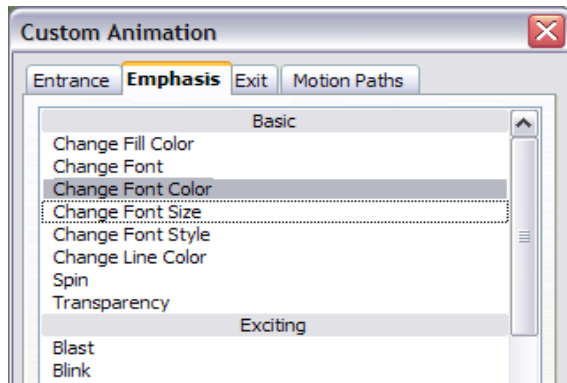 Custom Animation
Entrance Emphasis Exit Motion Paths
Basic
Change Fill Color
Change Font
Change Font Color
Change Font Size
Change Font Style
Change Line Color
Spin
Transparency
Exciting
Blast
Blink